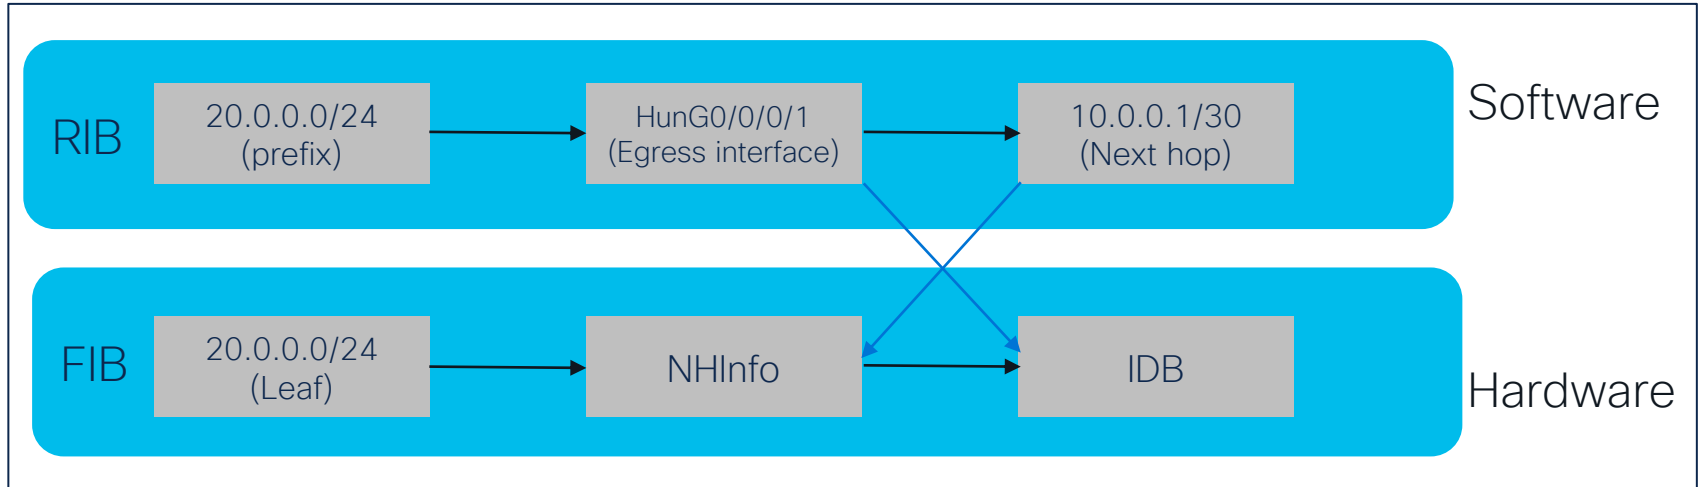 RIB
20.0.0.0/24
(prefix)
HunG0/0/0/1
(Egress interface)
10.0.0.1/30
(Next hop)
Software
FIB
20.0.0.0/24
(Leaf)
NHInfo
IDB
Hardware